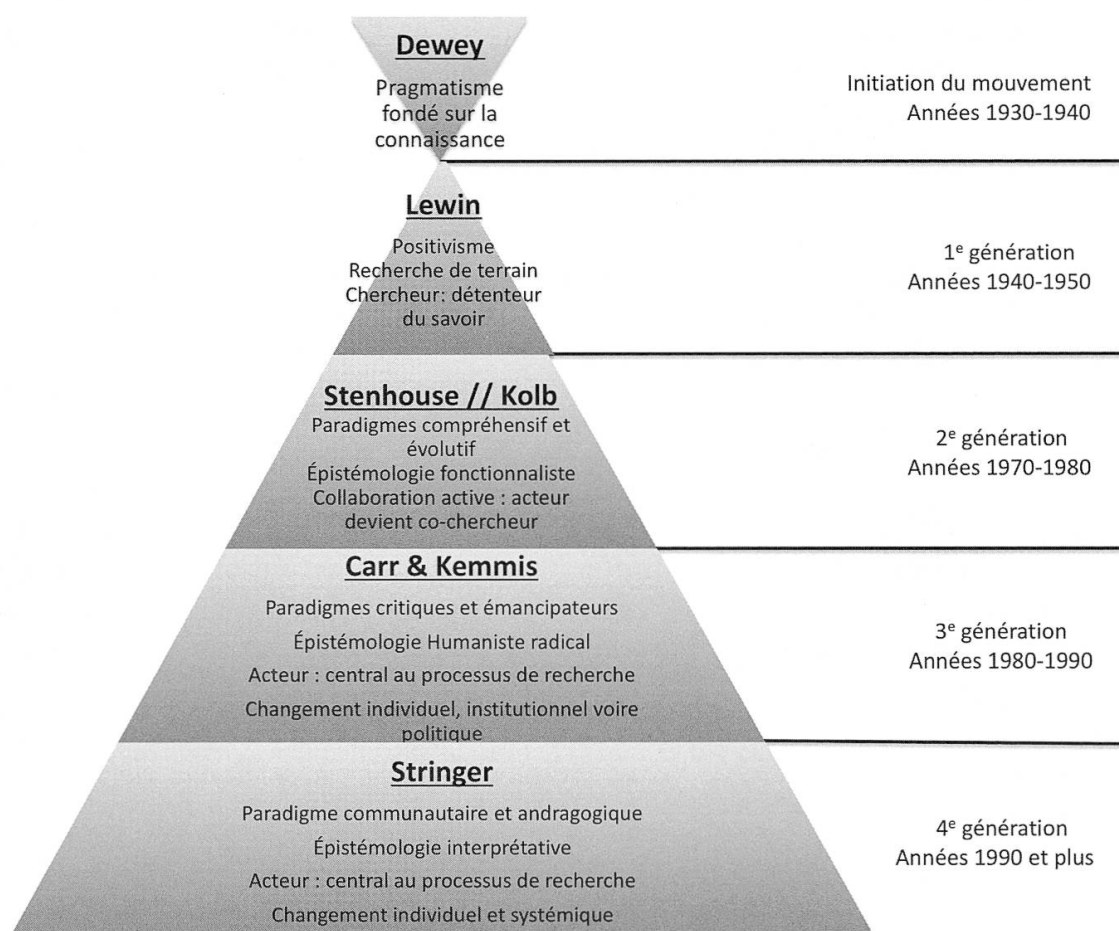 Dewey
Pragmatisme
fondé sur la
connaissance
Initiation du mouvement
Années 1930-1940
Lewin
Positivisme
Recherche de terrain
Chercheur: détenteur
du savoir
1e génération
Années 1940-1950
Stenhouse // Kolb
Paradigmes compréhensif et
évolutif
Épistémologie fonctionnaliste
Collaboration active : acteur
devient co-chercheur
2e génération
Années 1970-1980
Carr & Kemmis
Paradigmes critiques et émancipateurs
Épistémologie Humaniste radical
Acteur : central au processus de recherche
Changement individuel, institutionnel voire
politique
3e génération
Années 1980-1990
Stringer
Paradigme communautaire et andragogique
Épistémologie interprétative
Acteur : central au processus de recherche
Changement individuel et systémique
4e génération
Années 1990 et plus